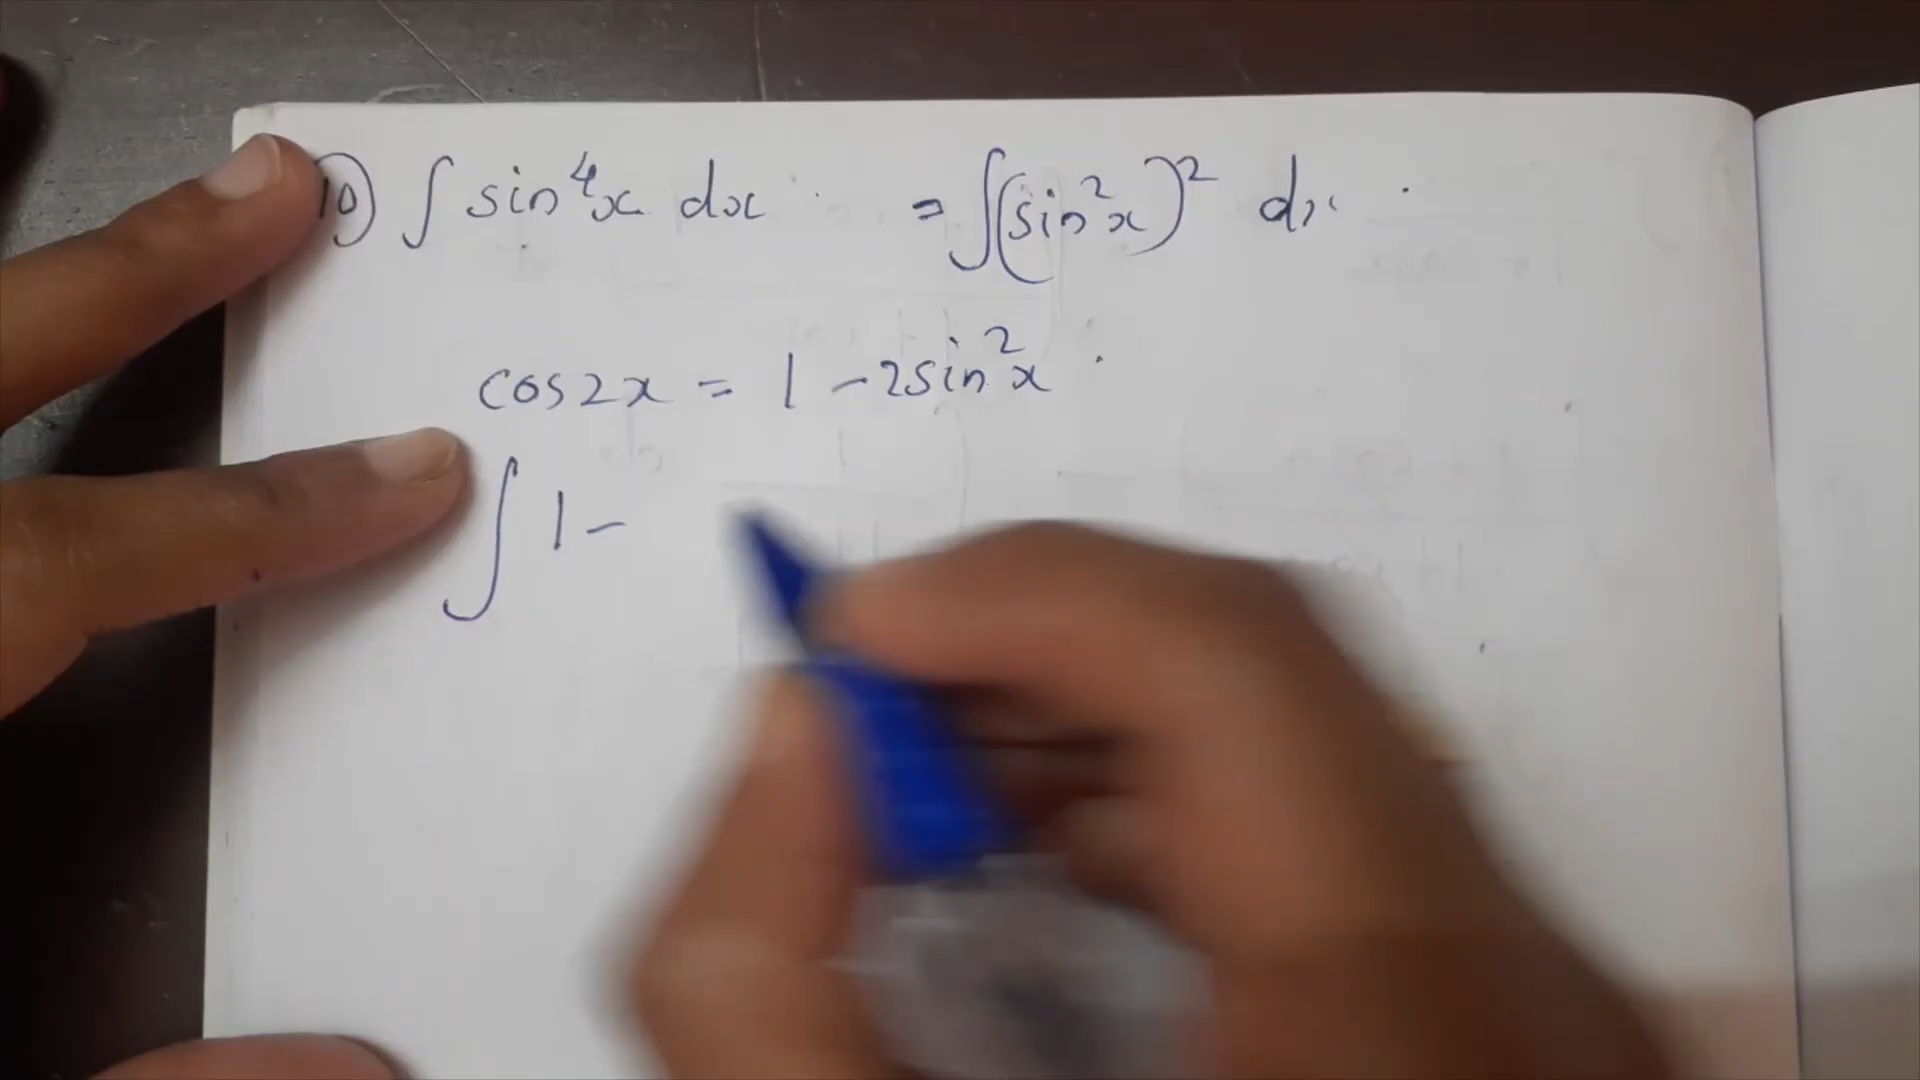 10) ∫ sin⁴x dx = ∫(sin²x)² dx
cos2x = 1 - 2sin²x
∫ 1 -